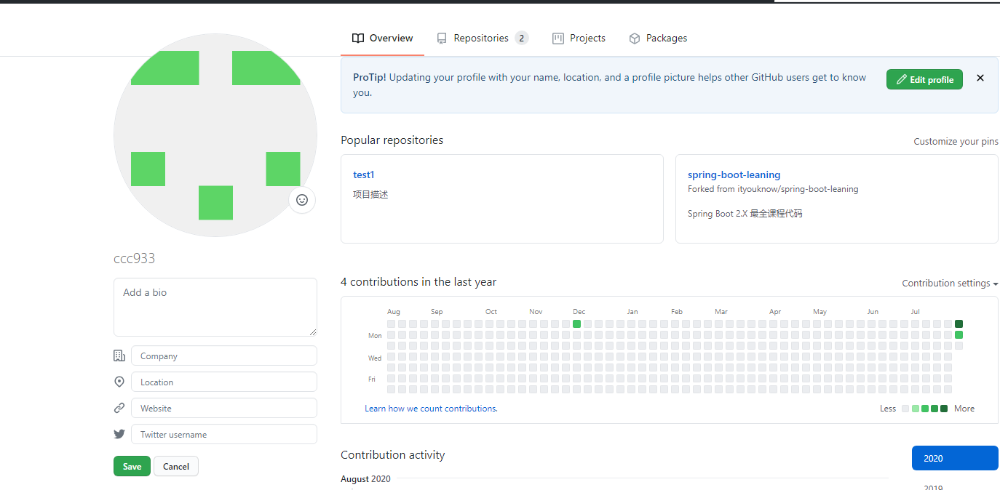 Overview Repositories 2 Projects Packages
ProTip! Updating your profile with your name, location, and a profile picture helps other GitHub users get to know
you.
Edit profile
Popular repositories
Customize your pins
test1
项目描述
spring-boot-leaning
Forked from ityouknow/spring-boot-leaning
Spring Boot 2.X 最全课程代码
ccc933
Add a bio
Company
Location
Website
Twitter username
Save Cancel
4 contributions in the last year
Contribution settings
Aug Sep Oct Nov Dec Jan Feb Mar Apr May Jun Jul
Mon
Wed
Fri
Learn how we count contributions.
Less More
Contribution activity
2020
August 2020
2019